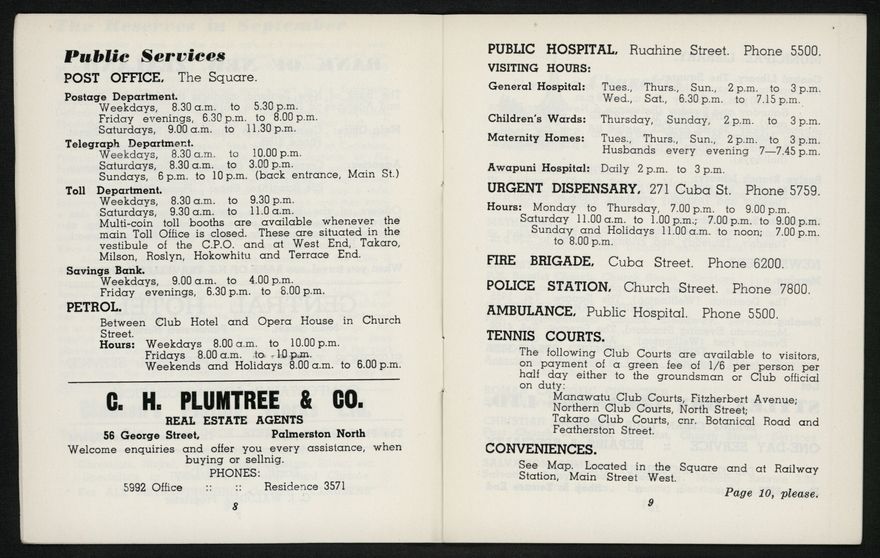 Public Services
POST OFFICE, The Square.
Postage Department.
Weekdays, 8.30 a.m. to 5.30 p.m.
Friday evenings, 6.30 p.m. to 8.00 p.m.
Saturdays, 9.00 a.m. to 11.30 p.m.
Telegraph Department.
Weekdays, 8.30 a.m. to 10.00 p.m.
Saturdays, 8.30 a.m. to 3.00 p.m.
Sundays, 6 p.m. to 10 p.m. (back entrance, Main St.)
Toll Department.
Weekdays, 8.30 a.m. to 9.30 p.m.
Saturdays, 9.30 a.m. to 11.0 a.m.
Multi-coin toll booths are available whenever the
main Toll Office is closed. These are situated in the
vestibule of the C.P.O. and at West End, Takaro,
Milson, Roslyn, Hokowhitu and Terrace End.
Savings Bank.
Weekdays, 9.00 a.m. to 4.00 p.m.
Friday evenings, 6.30 p.m. to 8.00 p.m.
PETROL.
Between Club Hotel and Opera House in Church
Street.
Hours: Weekdays 8.00 a.m. to 10.00 p.m.
Fridays 8.00 a.m. to 10 p.m.
Weekends and Holidays 8.00 a.m. to 6.00 p.m.
C. H. PLUMTREE & CO.
REAL ESTATE AGENTS
56 George Street, Palmerston North
Welcome enquiries and offer you every assistance, when
buying or sellnig.
PHONES:
5992 Office :: :: Residence 3571
8
PUBLIC HOSPITAL, Ruahine Street. Phone 5500.
VISITING HOURS:
General Hospital: Tues., Thurs., Sun., 2 p.m. to 3 p.m.
Wed., Sat., 6.30 p.m. to 7.15 p.m.
Children's Wards: Thursday, Sunday, 2 p.m. to 3 p.m.
Maternity Homes: Tues., Thurs., Sun., 2 p.m. to 3 p.m.
Husbands every evening 7—7.45 p.m.
Awapuni Hospital: Daily 2 p.m. to 3 p.m.
URGENT DISPENSARY, 271 Cuba St. Phone 5759.
Hours: Monday to Thursday, 7.00 p.m. to 9.00 p.m.
Saturday 11.00 a.m. to 1.00 p.m.; 7.00 p.m. to 9.00 p.m.
Sunday and Holidays 11.00 a.m. to noon; 7.00 p.m.
to 8.00 p.m.
FIRE BRIGADE, Cuba Street. Phone 6200.
POLICE STATION, Church Street. Phone 7800.
AMBULANCE, Public Hospital. Phone 5500.
TENNIS COURTS.
The following Club Courts are available to visitors,
on payment of a green fee of 1/6 per person per
half day either to the groundsman or Club official
on duty:
Manawatu Club Courts, Fitzherbert Avenue;
Northern Club Courts, North Street;
Takaro Club Courts, cnr. Botanical Road and
Featherston Street.
CONVENIENCES.
See Map. Located in the Square and at Railway
Station, Main Street West.
Page 10, please.
9